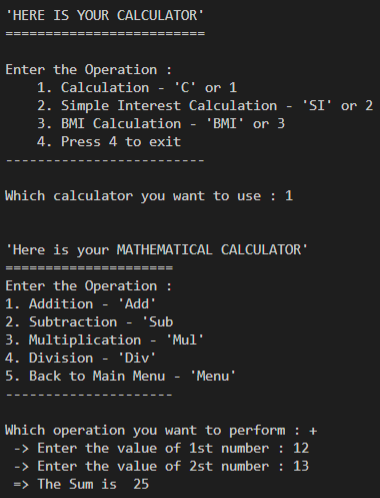 'HERE IS YOUR CALCULATOR'
=========================
Enter the Operation :
    1. Calculation - 'C' or 1
    2. Simple Interest Calculation - 'SI' or 2
    3. BMI Calculation - 'BMI' or 3
    4. Press 4 to exit
-------------------------
Which calculator you want to use : 1
'Here is your MATHEMATICAL CALCULATOR'
=====================
Enter the Operation :
1. Addition - 'Add'
2. Subtraction - 'Sub
3. Multiplication - 'Mul'
4. Division - 'Div'
5. Back to Main Menu - 'Menu'
---------------------
Which operation you want to perform : +
 -> Enter the value of 1st number : 12
 -> Enter the value of 2st number : 13
 => The Sum is  25